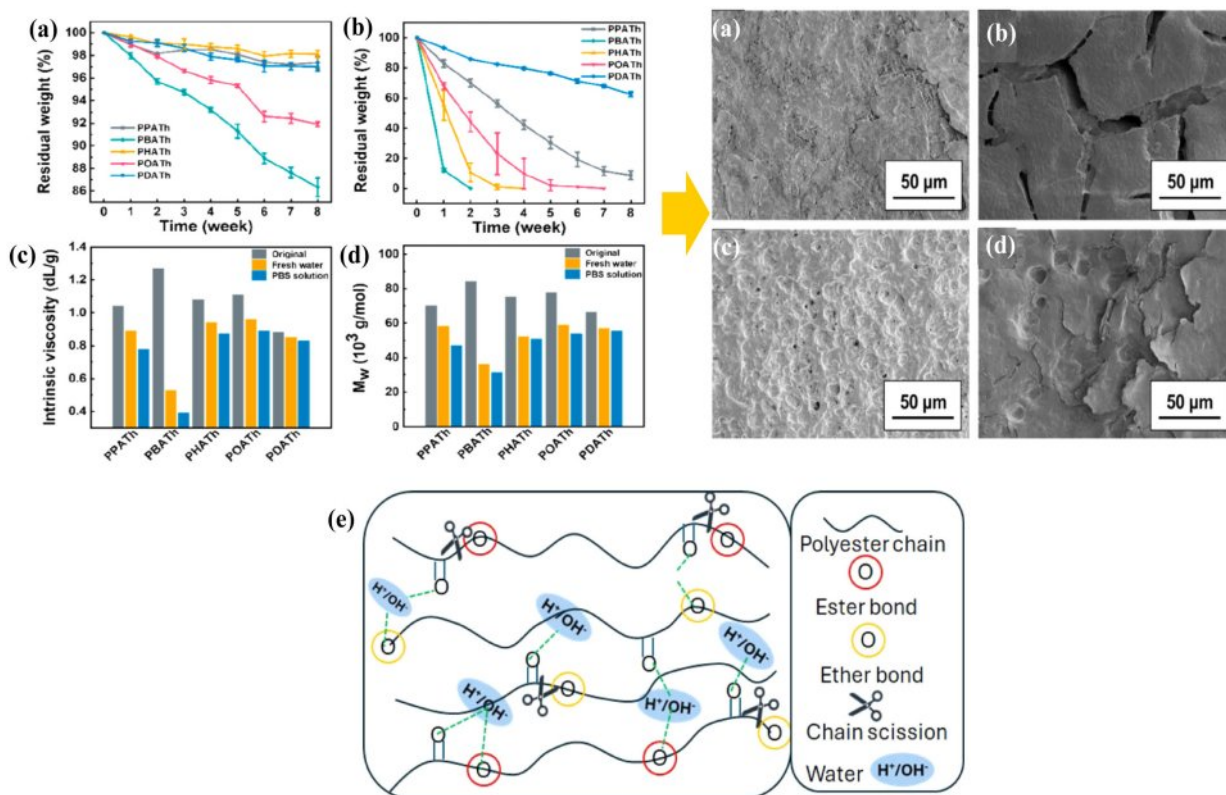 (a)
100
98
96
94
92
90
88
86
Residual weight (%)
PPATh
PBATh
PHATh
POATh
PDATh
0 1 2 3 4 5 6 7 8
Time (week)
(b)
100
80
60
40
20
0
Residual weight (%)
PPATh
PBATh
PHATh
POATh
PDATh
0 1 2 3 4 5 6 7 8
Time (week)
(c)
1.4
1.2
1.0
0.8
0.6
0.4
Intrinsic viscosity (dL/g)
Original
Fresh water
PBS solution
PPATh
PBATh
PHATh
POATh
PDATh
(d)
100
80
60
40
20
0
Mw (10³ g/mol)
Original
Fresh water
PBS solution
PPATh
PBATh
PHATh
POATh
PDATh
(a)
50 µm
(b)
50 µm
(c)
50 µm
(d)
50 µm
(e)
O
O
O
O
H⁺/OH⁻
O
O
H⁺/OH⁻
O
O
O
H⁺/OH⁻
O
H⁺/OH⁻
H⁺/OH⁻
O
O
O
O
O
Polyester chain
O
Ester bond
O
Ether bond
Chain scission
Water H⁺/OH⁻